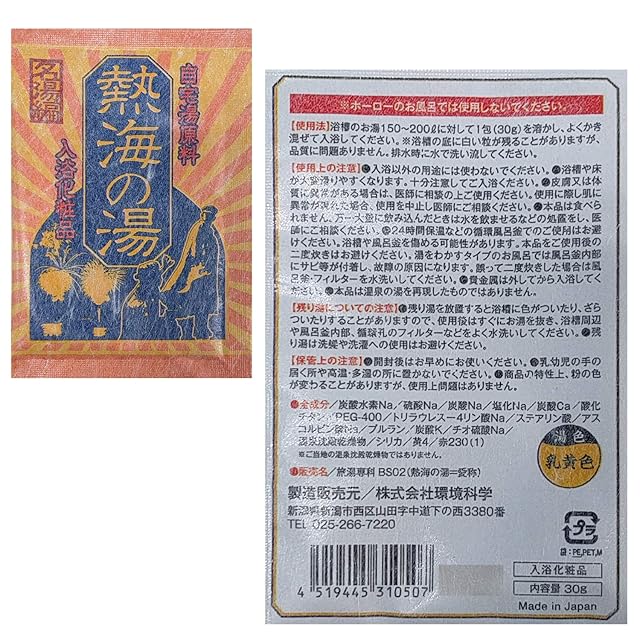 名湯綴
熱海の湯
自宅湯原料
入浴化粧品
※ホーローのお風呂では使用しないでください。
【使用法】浴槽のお湯150～200ℓに対して1包(30g)を溶かし、よくかき
混ぜて入浴してください。※浴槽の底に白い粒が残ることがありますが、
品質に問題ありません。排水時に水で洗い流してください。
【使用上の注意】●入浴以外の用途には使わないでください。●浴槽や床
が大変滑りやすくなります。十分注意してご入浴ください。●皮膚又は体
質に異常がある場合は、医師に相談の上ご使用ください。使用に際し肌に
異常が現れた場合、使用を中止し医師にご相談ください。●本品は食べら
れません。万一大量に飲み込んだときは水を飲ませるなどの処置をし、医
師にご相談ください。●24時間保温などの循環風呂釜でのご使用はお避
けください。浴槽や風呂釜を傷める可能性があります。本品をご使用後の
二度炊きはお避けください。湯をわかすタイプのお風呂では風呂釜内部
にサビ等が付着し、故障の原因になります。誤って二度炊きした場合は風
呂釜・フィルターを水洗いしてください。●貴金属は外してから入浴してく
ださい。●本品は温泉の湯を再現したものではありません。
【残り湯についての注意】●残り湯を放置すると浴槽に色がついたり、ざら
ついたりすることがありますので、使用後はすぐにお湯を抜き、浴槽周辺
や風呂釜内部、循環孔のフィルターなどをよく水洗いしてください。●残
り湯は洗髪や洗濯への使用はお避けください。
【保管上の注意】●開封後はお早めにお使いください。●乳幼児の手の
届く所や高温・多湿の所に置かないでください。●商品の特性上、粉の色
が変わることがありますが、使用上問題はありません。
●全成分／炭酸水素Na／硫酸Na／炭酸Na／塩化Na／炭酸Ca／酸化
チタン／PEG-400／トリラウレス-4リン酸Na／ステアリン酸／アス
コルビン酸Na／プルラン／炭酸K／チオ硫酸Na／
温泉沈殿乾燥物／シリカ／黄4／赤230(1)
※ご当地の温泉沈殿乾燥物ではありません。
湯色
乳黄色
●販売名／旅湯専科 BS02(熱海の湯=愛称)
製造販売元／株式会社環境科学
新潟県新潟市西区山田字中道下の西3380番
TEL 025-266-7220
プラ
袋:PE,PET,M
4 519445 310507
入浴化粧品
内容量 30g
Made in Japan